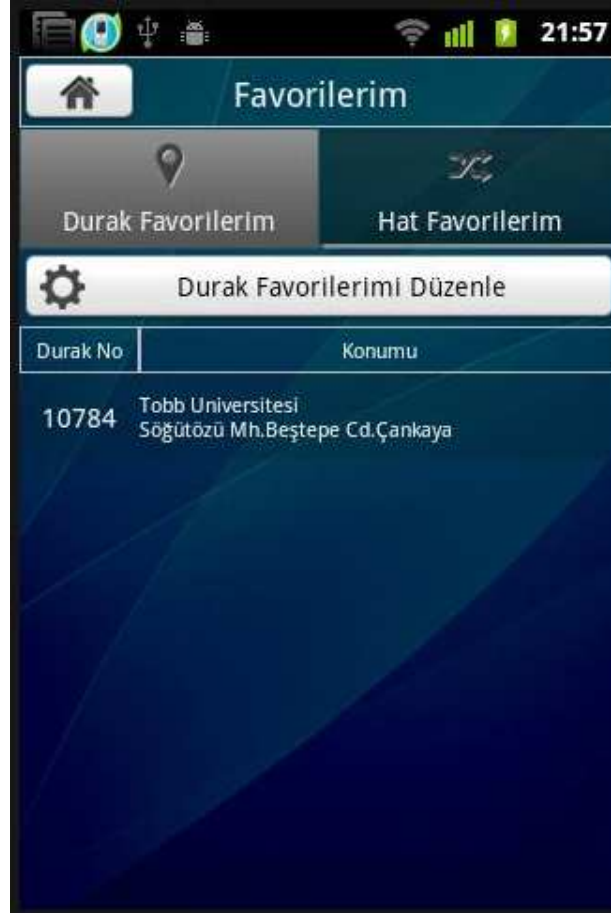 21:57
Favorilerim
Durak Favorilerim
Hat Favorilerim
Durak Favorilerimi Düzenle
Durak No
Konumu
10784
Tobb Universitesi
Söğütözü Mh.Beştepe Cd.Çankaya